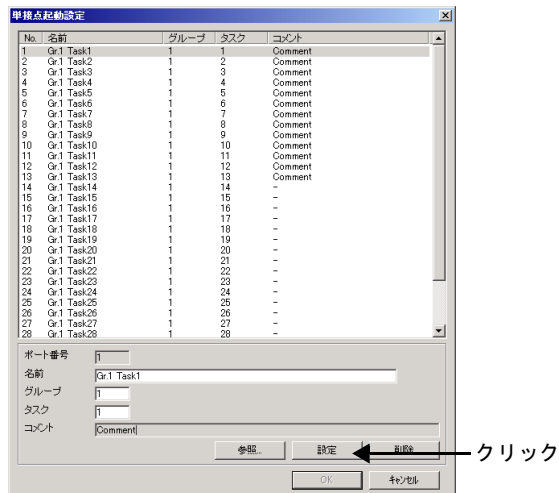 単接点起動設定
No. 名前 グループ タスク コメント
1 Gr.1 Task1 1 1 Comment
2 Gr.1 Task2 1 2 Comment
3 Gr.1 Task3 1 3 Comment
4 Gr.1 Task4 1 4 Comment
5 Gr.1 Task5 1 5 Comment
6 Gr.1 Task6 1 6 Comment
7 Gr.1 Task7 1 7 Comment
8 Gr.1 Task8 1 8 Comment
9 Gr.1 Task9 1 9 Comment
10 Gr.1 Task10 1 10 Comment
11 Gr.1 Task11 1 11 Comment
12 Gr.1 Task12 1 12 Comment
13 Gr.1 Task13 1 13 Comment
14 Gr.1 Task14 1 14 -
15 Gr.1 Task15 1 15 -
16 Gr.1 Task16 1 16 -
17 Gr.1 Task17 1 17 -
18 Gr.1 Task18 1 18 -
19 Gr.1 Task19 1 19 -
20 Gr.1 Task20 1 20 -
21 Gr.1 Task21 1 21 -
22 Gr.1 Task22 1 22 -
23 Gr.1 Task23 1 23 -
24 Gr.1 Task24 1 24 -
25 Gr.1 Task25 1 25 -
26 Gr.1 Task26 1 26 -
27 Gr.1 Task27 1 27 -
28 Gr.1 Task28 1 28 -
ポート番号 1
名前 Gr.1 Task1
グループ 1
タスク 1
コメント Comment
参照... 設定 削除
クリック
OK キャンセル